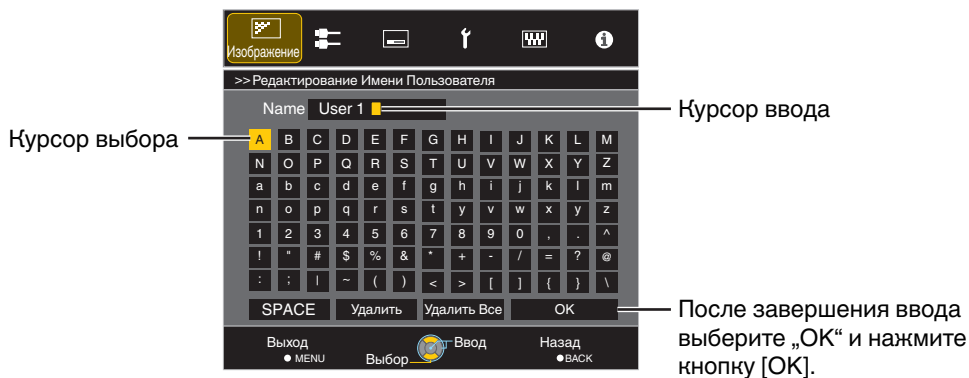 Изображение
>> Редактирование Имени Пользователя
Name User 1
Курсор ввода
Курсор выбора
A B C D E F G H I J K L M
N O P Q R S T U V W X Y Z
a b c d e f g h i j k l m
n o p q r s t y v w x y z
1 2 3 4 5 6 7 8 9 0 , . ^
! " # $ % & * + - / = ? @
: ; | ~ ( ) < > [ ] { } \
SPACE Удалить Удалить Все OK
После завершения ввода
выберите „OK“ и нажмите
кнопку [OK].
Выход Ввод Назад
MENU Выбор BACK